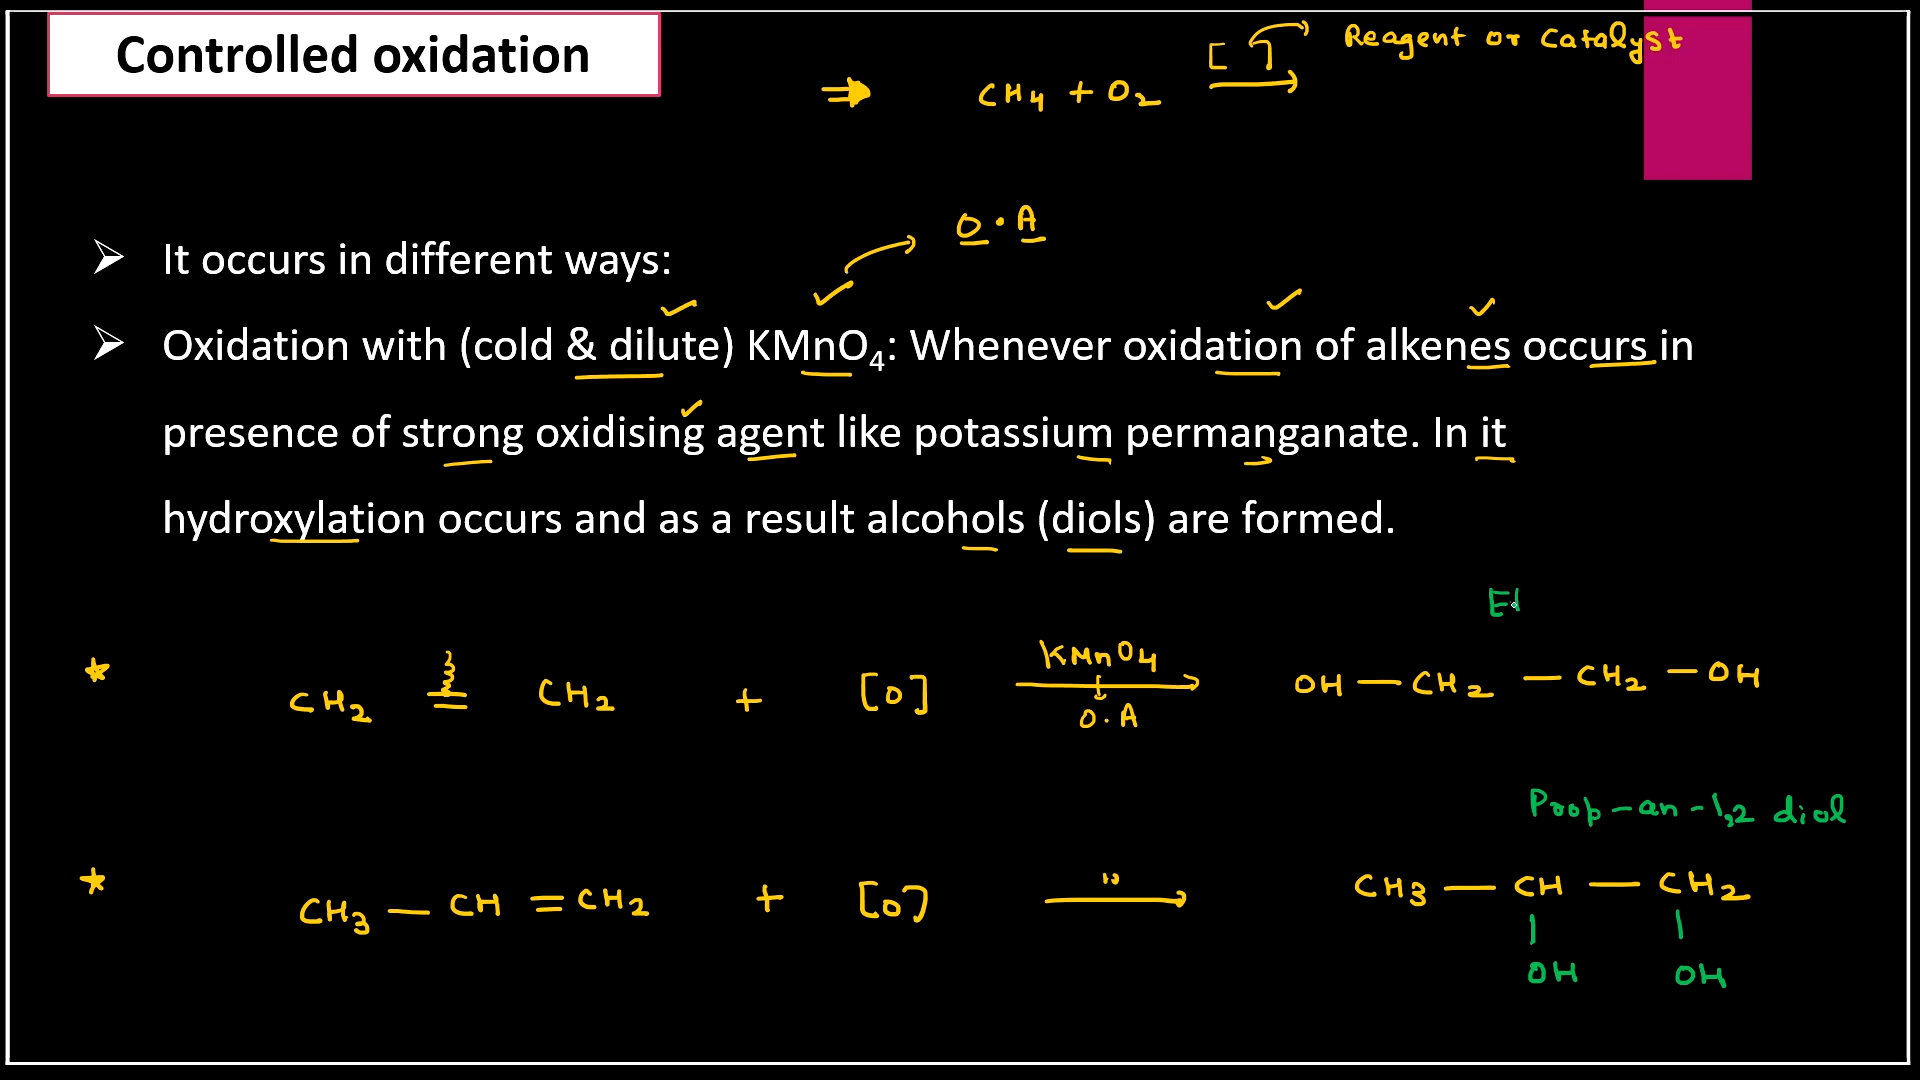 Controlled oxidation
CH4 + O2 [ ] Reagent or Catalyst
O.A
It occurs in different ways:
Oxidation with (cold & dilute) KMnO4: Whenever oxidation of alkenes occurs in
presence of strong oxidising agent like potassium permanganate. In it
hydroxylation occurs and as a result alcohols (diols) are formed.
CH2 = CH2 + [O] KMnO4 OH — CH2 — CH2 — OH
O.A
Prop-an-1,2 diol
CH3 — CH = CH2 + [O] " CH3 — CH — CH2
OH OH